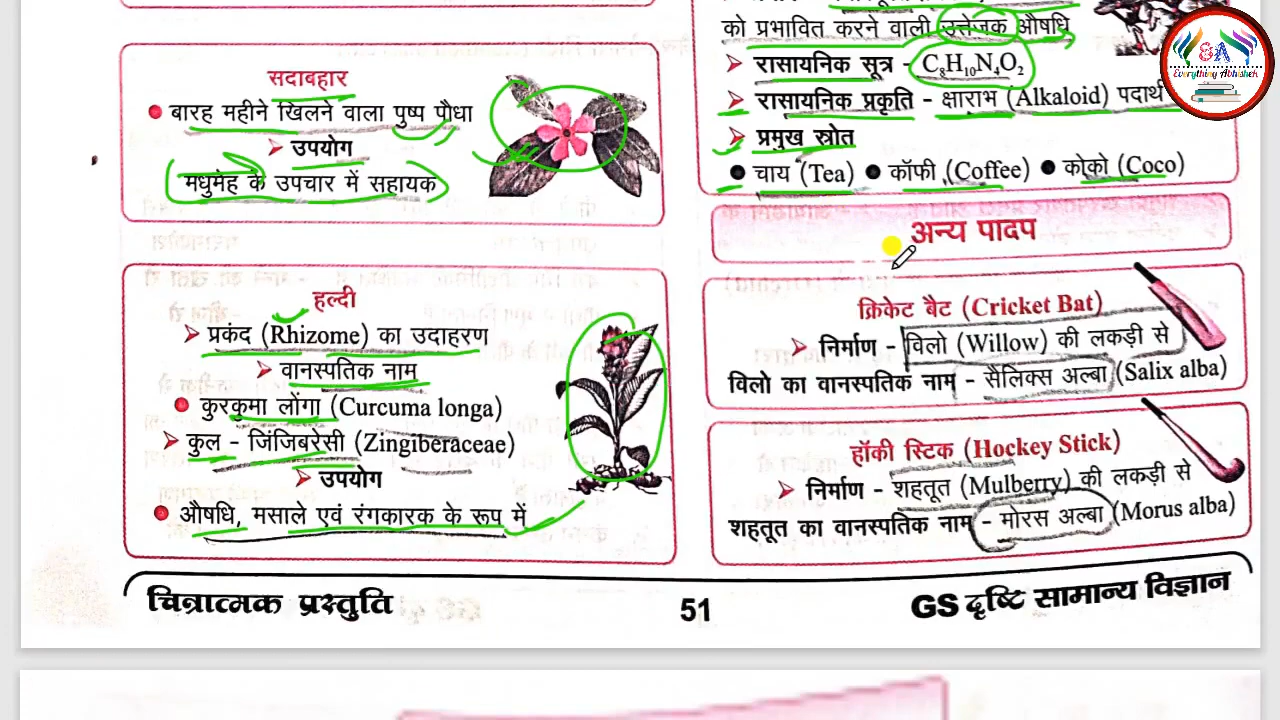 सदाबहार
बारह महीने खिलने वाला पुष्प पौधा
उपयोग
मधुमेह के उपचार में सहायक
हल्दी
प्रकंद (Rhizome) का उदाहरण
वानस्पतिक नाम
कुरकुमा लोंगा (Curcuma longa)
कुल - जिंजिबरेसी (Zingiberaceae)
उपयोग
औषधि, मसाले एवं रंगकारक के रूप में
को प्रभावित करने वाली उत्तेजक औषधि
रासायनिक सूत्र - C₈H₁₀N₄O₂
रासायनिक प्रकृति - क्षाराभ (Alkaloid) पदार्थ
प्रमुख स्रोत
चाय (Tea) ● कॉफी (Coffee) ● कोको (Coco)
अन्य पादप
क्रिकेट बैट (Cricket Bat)
निर्माण - विलो (Willow) की लकड़ी से
विलो का वानस्पतिक नाम - सैलिक्स अल्बा (Salix alba)
हॉकी स्टिक (Hockey Stick)
निर्माण - शहतूत (Mulberry) की लकड़ी से
शहतूत का वानस्पतिक नाम - मोरस अल्बा (Morus alba)
चित्रात्मक प्रस्तुति
51
GS दृष्टि सामान्य विज्ञान
&A
Everything Abhishek